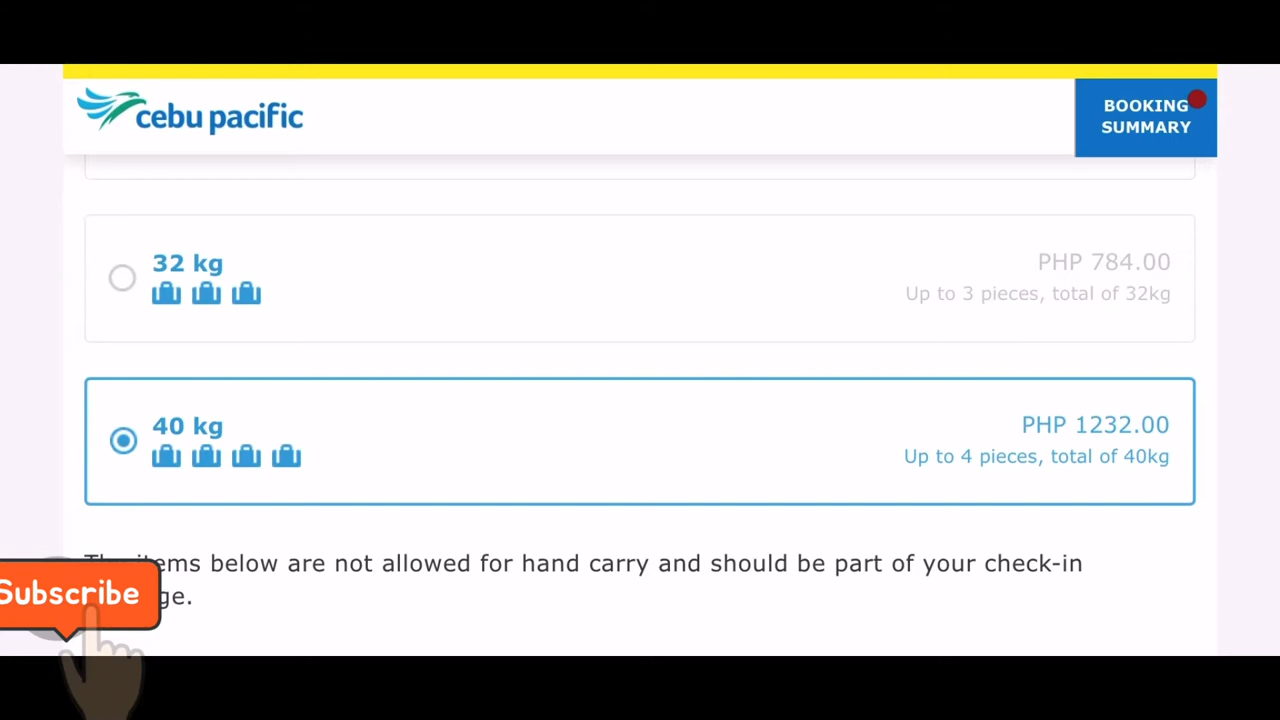 cebu pacific
BOOKING
SUMMARY
32 kg
PHP 784.00
Up to 3 pieces, total of 32kg
40 kg
PHP 1232.00
Up to 4 pieces, total of 40kg
items below are not allowed for hand carry and should be part of your check-in
Subscribe